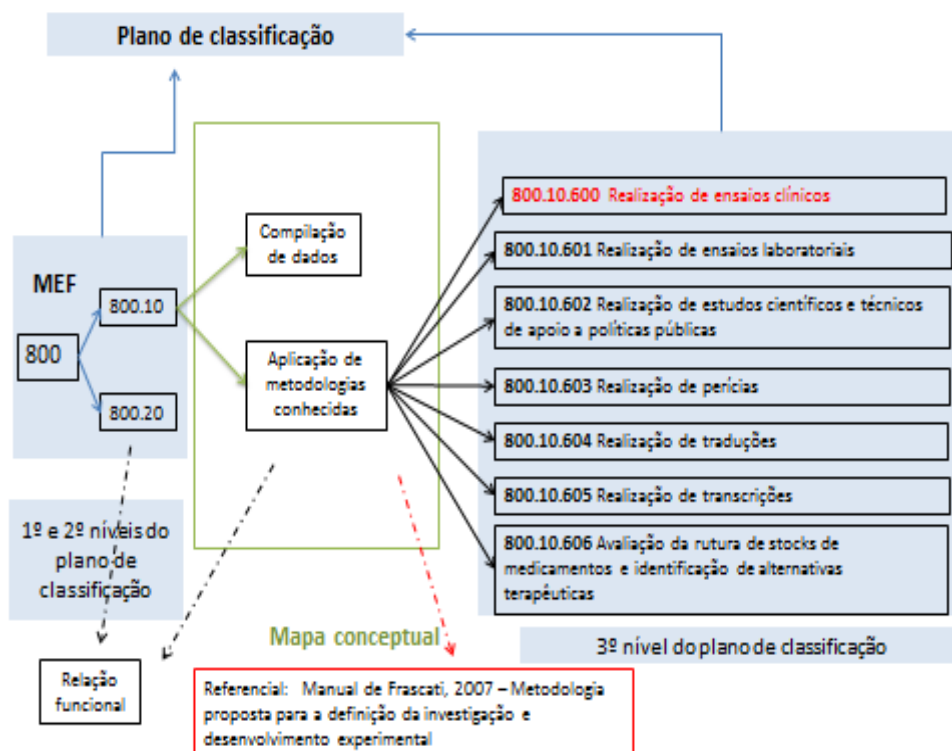 Plano de classificação
MEF
800
800.10
800.20
1º e 2º níveis do
plano de
classificação
Relação
funcional
Compilação
de dados
Aplicação de
metodologias
conhecidas
Mapa conceptual
Referencial: Manual de Frascati, 2007 – Metodologia
proposta para a definição da investigação e
desenvolvimento experimental
800.10.600 Realização de ensaios clínicos
800.10.601 Realização de ensaios laboratoriais
800.10.602 Realização de estudos científicos e técnicos
de apoio a políticas públicas
800.10.603 Realização de perícias
800.10.604 Realização de traduções
800.10.605 Realização de transcrições
800.10.606 Avaliação da rutura de stocks de
medicamentos e identificação de alternativas
terapéuticas
3º nível do plano de classificação